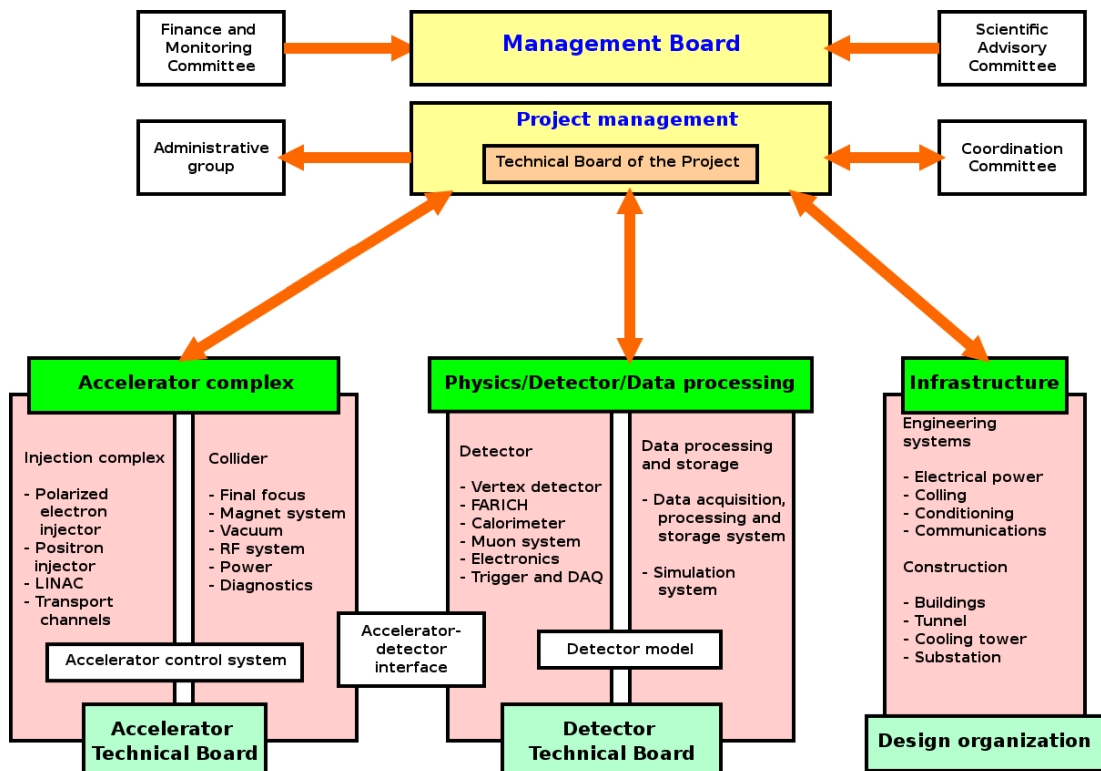 Finance and
Monitoring
Committee
Management Board
Scientific
Advisory
Committee
Administrative
group
Project management
Technical Board of the Project
Coordination
Committee
Accelerator complex
Injection complex
- Polarized
electron
injector
- Positron
injector
- LINAC
- Transport
channels
Collider
- Final focus
- Magnet system
- Vacuum
- RF system
- Power
- Diagnostics
Accelerator control system
Accelerator
Technical Board
Accelerator-
detector
interface
Physics/Detector/Data processing
Detector
- Vertex detector
- FARICH
- Calorimeter
- Muon system
- Electronics
- Trigger and DAQ
Data processing
and storage
- Data acquisition,
processing and
storage system
- Simulation
system
Detector model
Detector
Technical Board
Infrastructure
Engineering
systems
- Electrical power
- Colling
- Conditioning
- Communications
Construction
- Buildings
- Tunnel
- Cooling tower
- Substation
Design organization